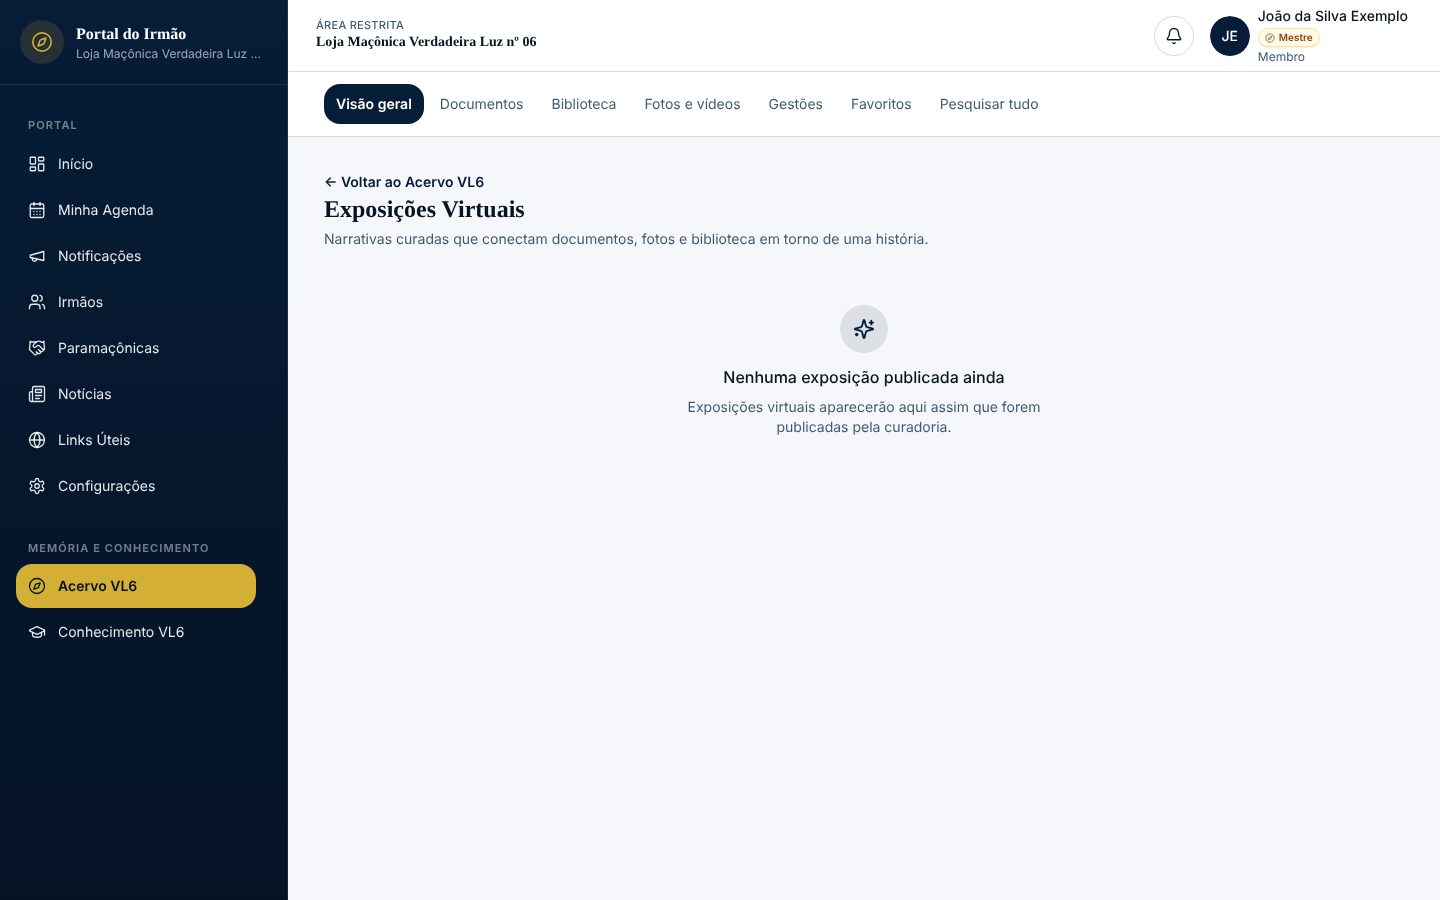 Portal do Irmão
Loja Maçônica Verdadeira Luz ...
PORTAL
Início
Minha Agenda
Notificações
Irmãos
Paramaçônicas
Notícias
Links Úteis
Configurações
MEMÓRIA E CONHECIMENTO
Acervo VL6
Conhecimento VL6
ÁREA RESTRITA
Loja Maçônica Verdadeira Luz nº 06
JE
João da Silva Exemplo
Mestre
Membro
Visão geral
Documentos
Biblioteca
Fotos e vídeos
Gestões
Favoritos
Pesquisar tudo
← Voltar ao Acervo VL6
Exposições Virtuais
Narrativas curadas que conectam documentos, fotos e biblioteca em torno de uma história.
Nenhuma exposição publicada ainda
Exposições virtuais aparecerão aqui assim que forem
publicadas pela curadoria.